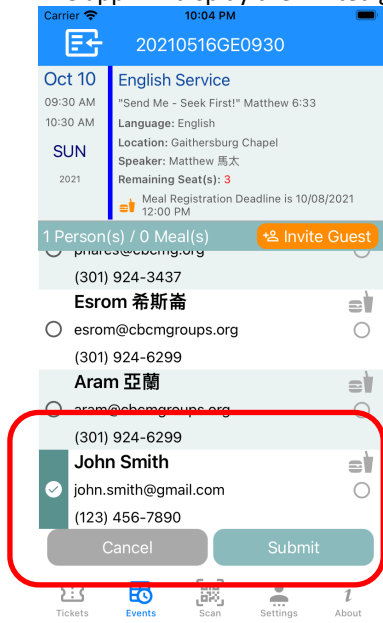 Carrier 10:04 PM
20210516GE0930
Oct 10 English Service
09:30 AM "Send Me - Seek First!" Matthew 6:33
10:30 AM Language: English
Location: Gaithersburg Chapel
SUN Speaker: Matthew 馬太
2021 Remaining Seat(s): 3
Meal Registration Deadline is 10/08/2021
12:00 PM
1 Person(s) / 0 Meal(s) Invite Guest
(301) 924-3437
Esrom 希斯崙
esrom@cbcmgroups.org
(301) 924-6299
Aram 亞蘭
aram@cbcmgroups.org
(301) 924-6299
John Smith
john.smith@gmail.com
(123) 456-7890
Cancel Submit
Tickets Events Scan Settings About